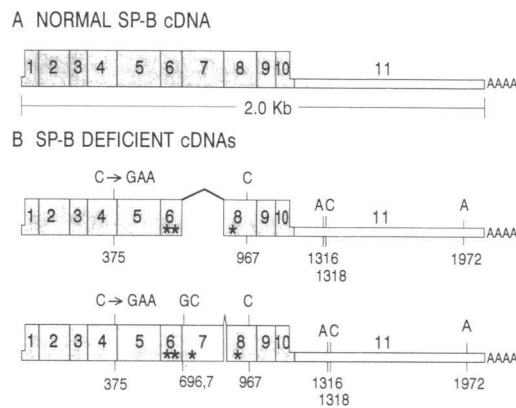 A NORMAL SP-B cDNA
1 2 3 4 5 6 7 8 9 10 11 AAAA
2.0 Kb
B SP-B DEFICIENT cDNAs
C → GAA C
1 2 3 4 5 6 8 9 10 AC 11 A AAAA
** *
375 967 1316 1972
1318
C → GAA GC C
1 2 3 4 5 6 7 8 9 10 AC 11 A AAAA
** * *
375 696,7 967 1316 1972
1318